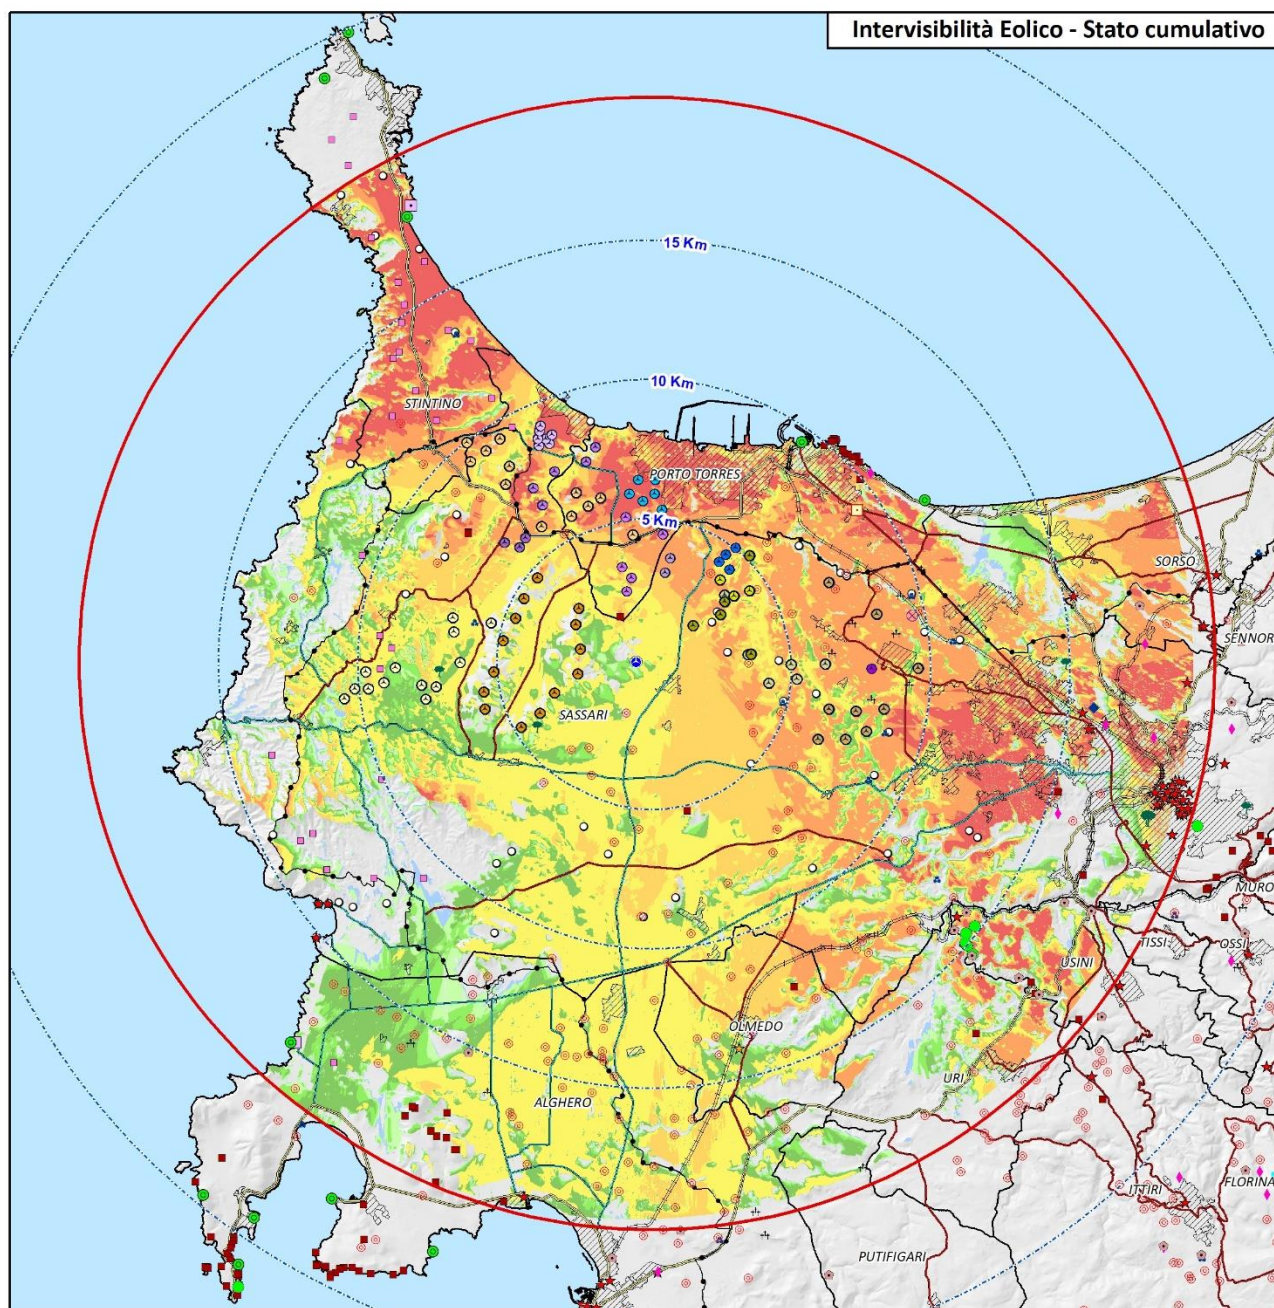 Intervisibilità Eolico - Stato cumulativo
15 Km
10 Km
STINTINO
PORTO TORRES
5 Km
SORSO
SENNOR
SASSARI
MURO
TISSI
OSSI
USINI
OLMEDO
URI
ALGHERO
ITTIRI
FLORINA
PUTIFIGARI